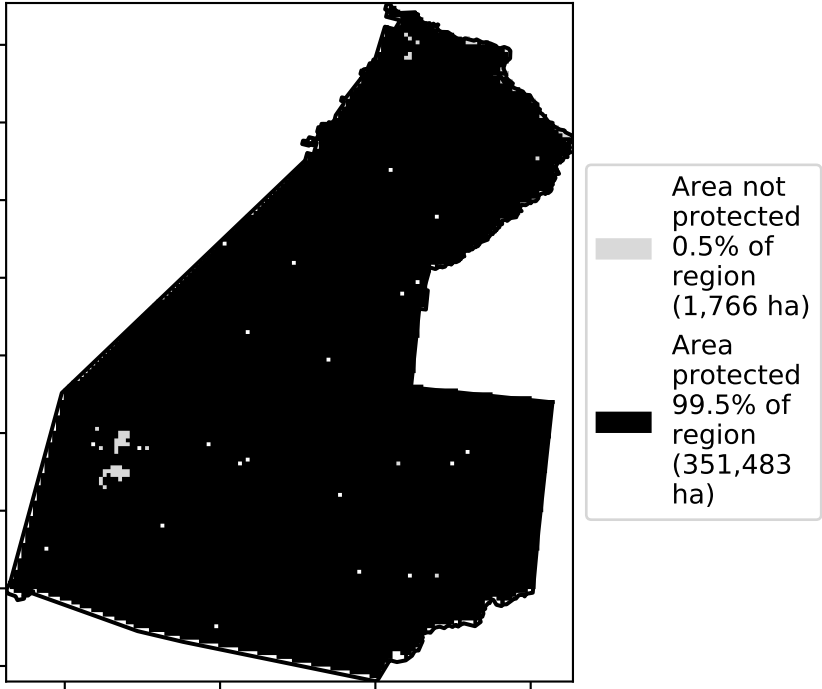 Area not
protected
0.5% of
region
(1,766 ha)
Area
protected
99.5% of
region
(351,483
ha)